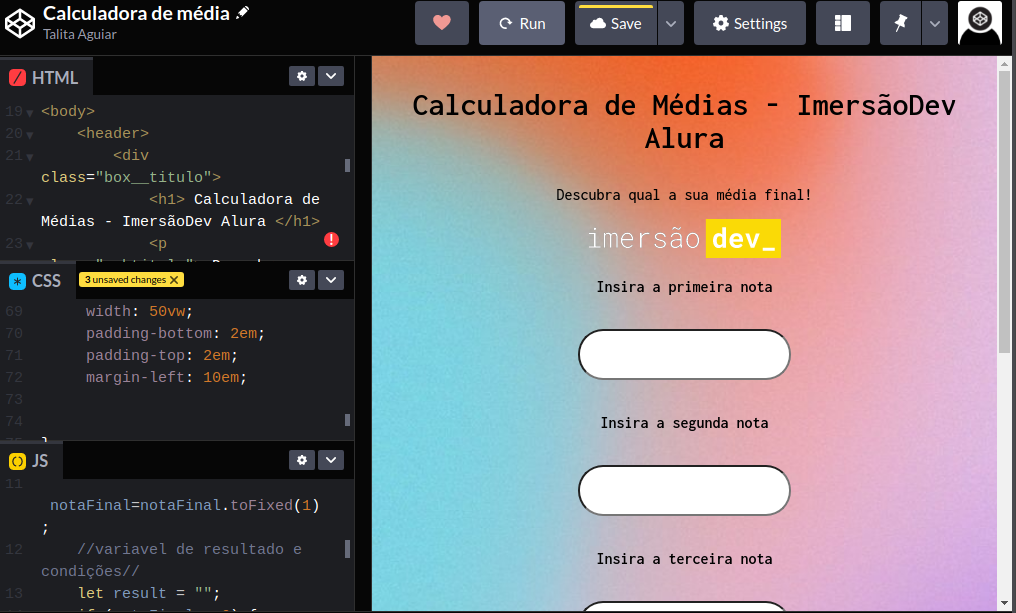 Calculadora de média
Talita Aguiar
Run
Save
Settings
HTML
19 <body>
20 <header>
21 <div
class="box__titulo">
22 <h1> Calculadora de
Médias - ImersãoDev Alura </h1>
23 <p
CSS
3 unsaved changes X
69 width: 50vw;
70 padding-bottom: 2em;
71 padding-top: 2em;
72 margin-left: 10em;
73
74
JS
11
notaFinal=notaFinal.toFixed(1)
;
12 //variavel de resultado e
condições//
13 let result = "";
Calculadora de Médias - ImersãoDev
Alura
Descubra qual a sua média final!
imersão dev_
Insira a primeira nota
Insira a segunda nota
Insira a terceira nota